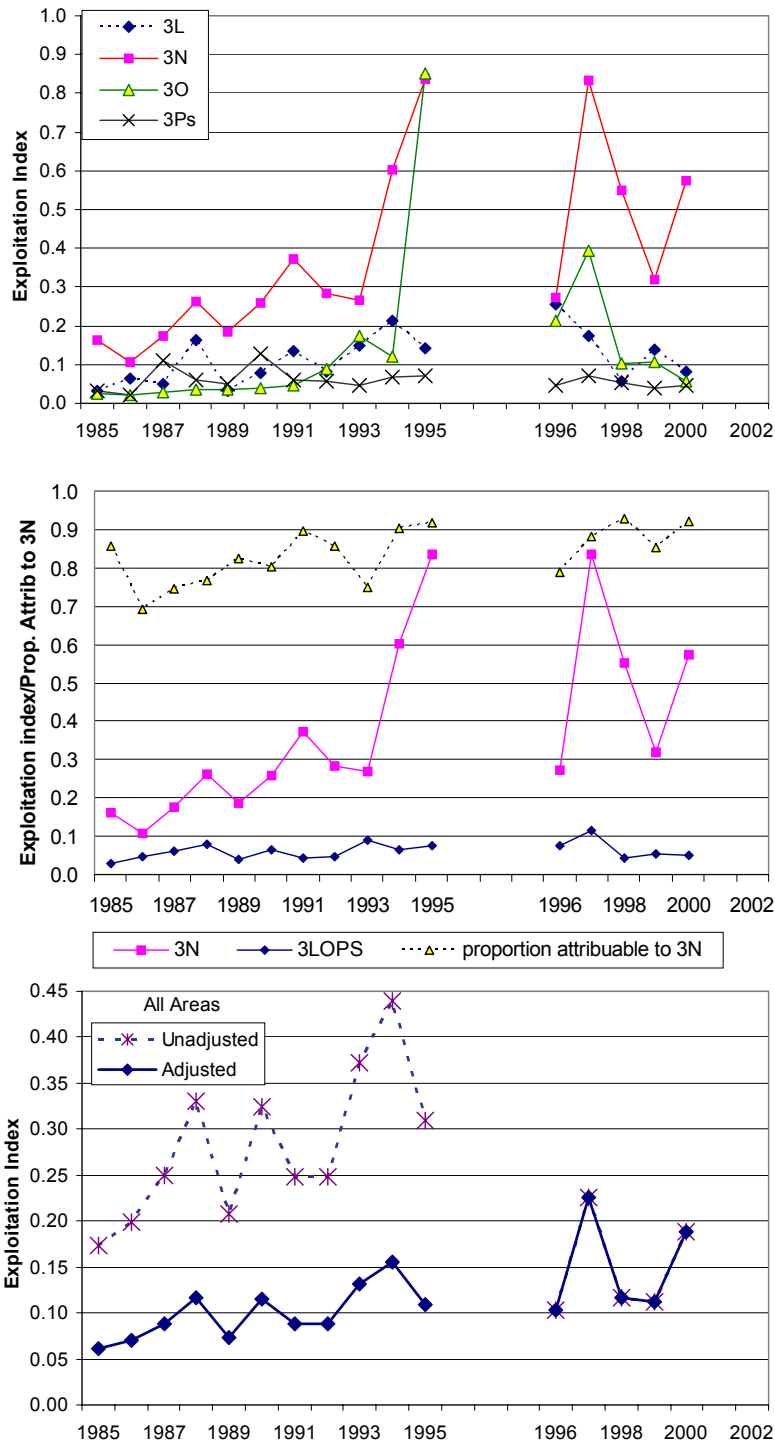 1.0
0.9
0.8
0.7
0.6
0.5
0.4
0.3
0.2
0.1
0.0
Exploitation Index
3L
3N
3O
3Ps
1985 1987 1989 1991 1993 1995 1996 1998 2000 2002
1.0
0.9
0.8
0.7
0.6
0.5
0.4
0.3
0.2
0.1
0.0
Exploitation index/Prop. Attrib to 3N
1985 1987 1989 1991 1993 1995 1996 1998 2000 2002
3N 3LOPS proportion attribuable to 3N
0.45
0.40
0.35
0.30
0.25
0.20
0.15
0.10
0.05
0.00
Exploitation Index
All Areas
Unadjusted
Adjusted
1985 1987 1989 1991 1993 1995 1996 1998 2000 2002